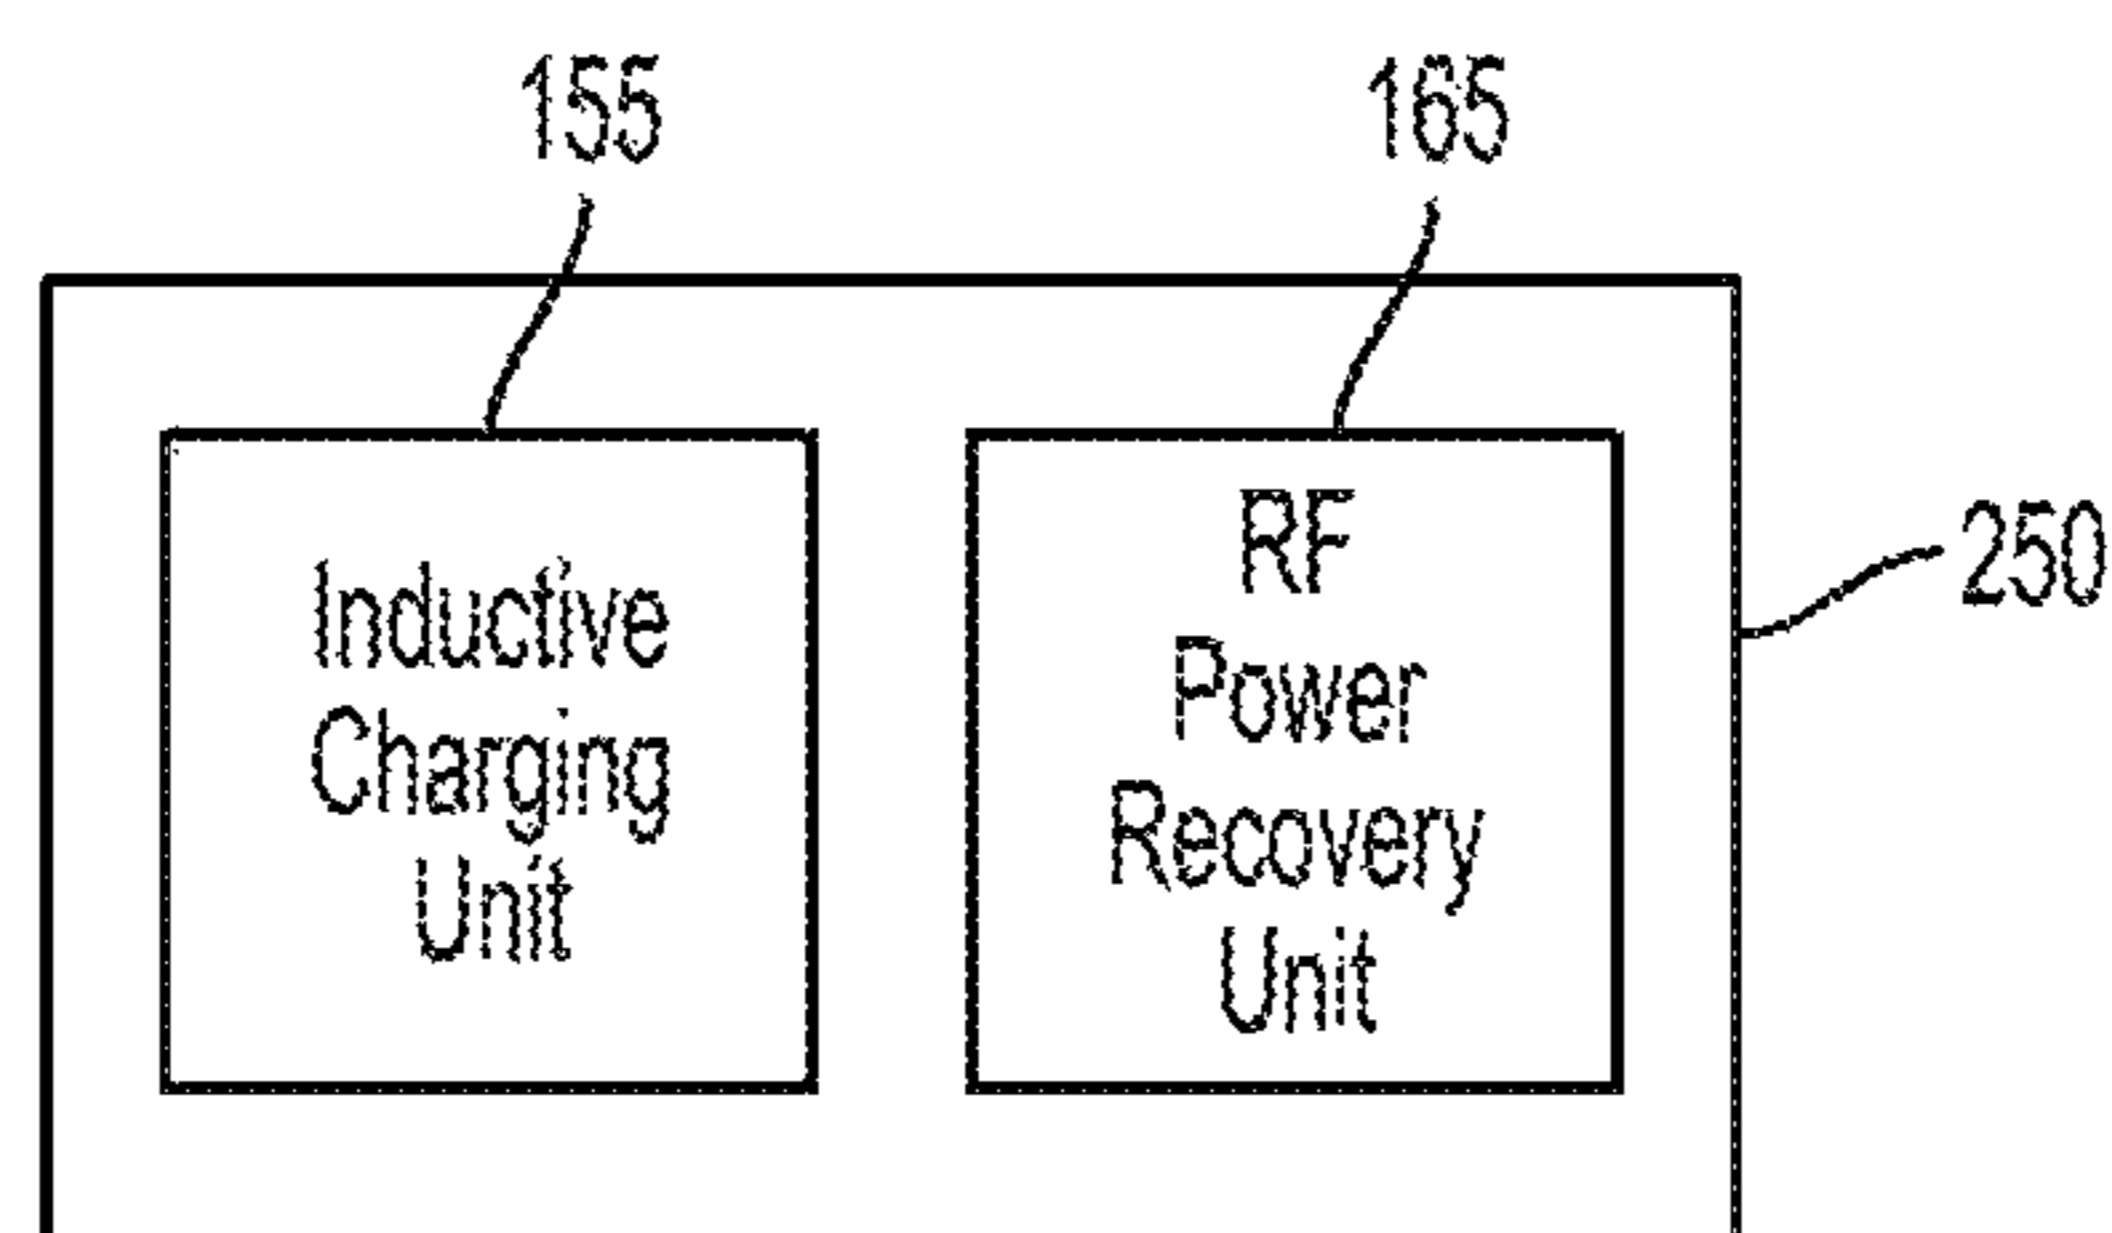 155
165
Inductive
Charging
Unit
RF
Power
Recovery
Unit
250